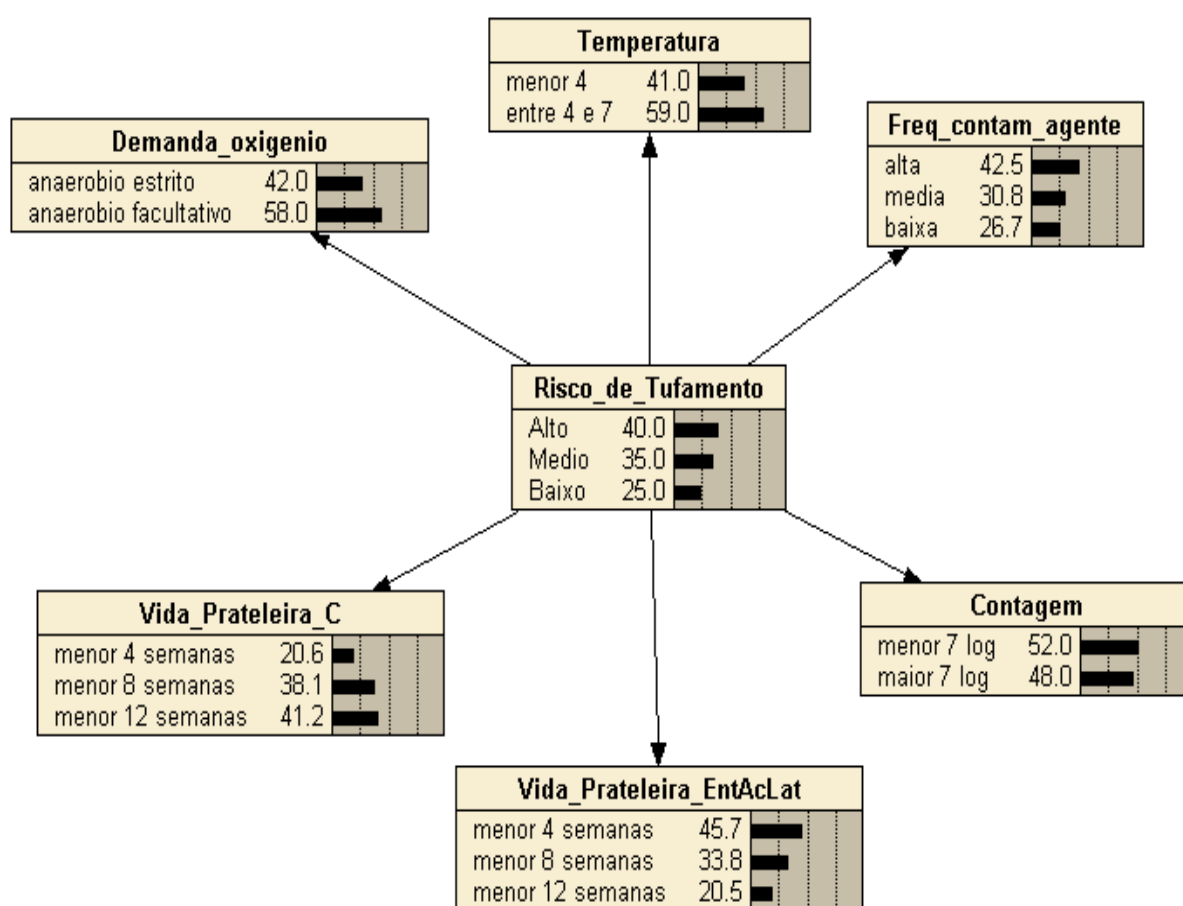 Temperatura
menor 4 41.0
entre 4 e 7 59.0
Demanda_oxigenio
anaerobio estrito 42.0
anaerobio facultativo 58.0
Freq_contam_agente
alta 42.5
media 30.8
baixa 26.7
Risco_de_Tufamento
Alto 40.0
Medio 35.0
Baixo 25.0
Vida_Prateleira_C
menor 4 semanas 20.6
menor 8 semanas 38.1
menor 12 semanas 41.2
Contagem
menor 7 log 52.0
maior 7 log 48.0
Vida_Prateleira_EntAcLat
menor 4 semanas 45.7
menor 8 semanas 33.8
menor 12 semanas 20.5